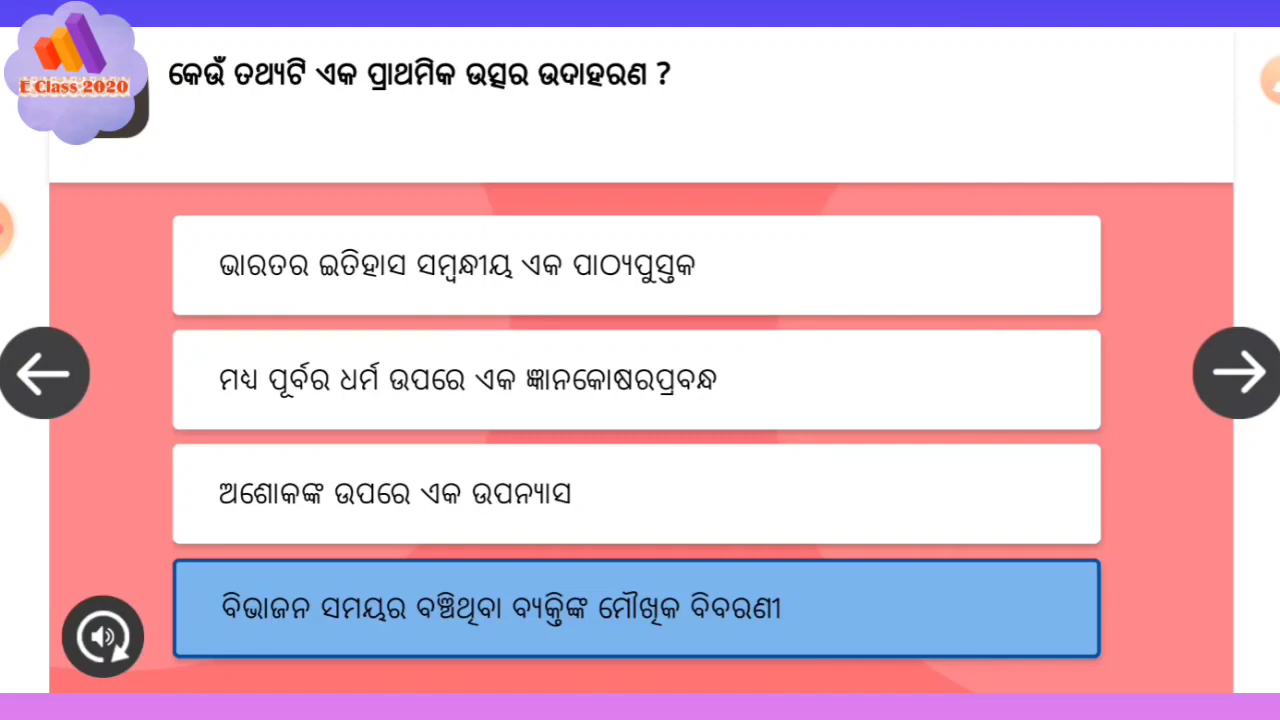 E Class 2020
କେଉଁ ତଥ୍ୟଟି ଏକ ପ୍ରାଥମିକ ଉତ୍ସର ଉଦାହରଣ ?
ଭାରତର ଇତିହାସ ସମ୍ବନ୍ଧୀୟ ଏକ ପାଠ୍ୟପୁସ୍ତକ
ମଧ୍ୟ ପୂର୍ବର ଧର୍ମ ଉପରେ ଏକ ଜ୍ଞାନକୋଷରପ୍ରବନ୍ଧ
ଅଶୋକଙ୍କ ଉପରେ ଏକ ଉପନ୍ୟାସ
ବିଭାଜନ ସମୟର ବଞ୍ଚିଥିବା ବ୍ୟକ୍ତିଙ୍କ ମୌଖିକ ବିବରଣୀ